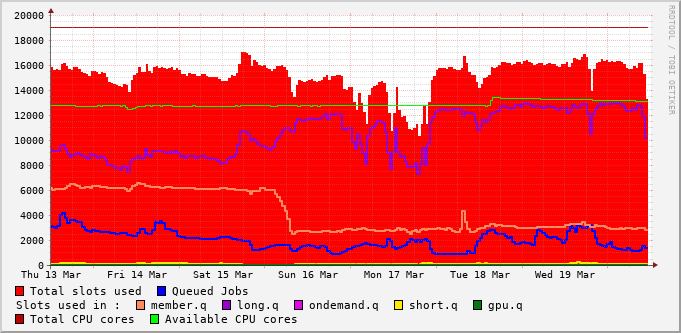 20000
18000
16000
14000
12000
10000
8000
6000
4000
2000
0
Thu 13 Mar Fri 14 Mar Sat 15 Mar Sun 16 Mar Mon 17 Mar Tue 18 Mar Wed 19 Mar
Total slots used Queued Jobs
Slots used in : member.q long.q ondemand.q short.q gpu.q
Total CPU cores Available CPU cores
RRDTOOL / TOBI OETIKER